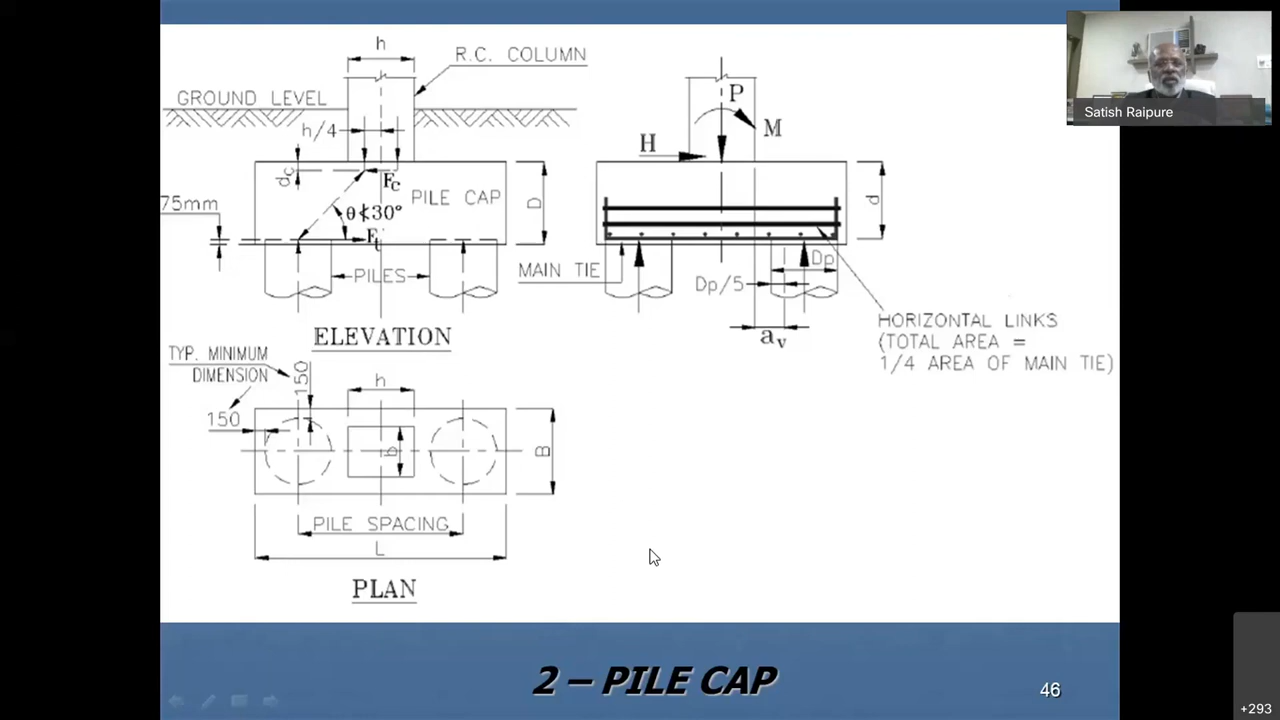 h
R.C. COLUMN
GROUND LEVEL
h/4
dc
Fc
PILE CAP
D
75mm
θ≮30°
Ft
PILES
ELEVATION
P
M
H
d
MAIN TIE
Dp
Dp/5
av
HORIZONTAL LINKS
(TOTAL AREA =
1/4 AREA OF MAIN TIE)
TYP. MINIMUM
DIMENSION
150
150
h
b
B
PILE SPACING
L
PLAN
2 – PILE CAP
46
Satish Raipure
+293